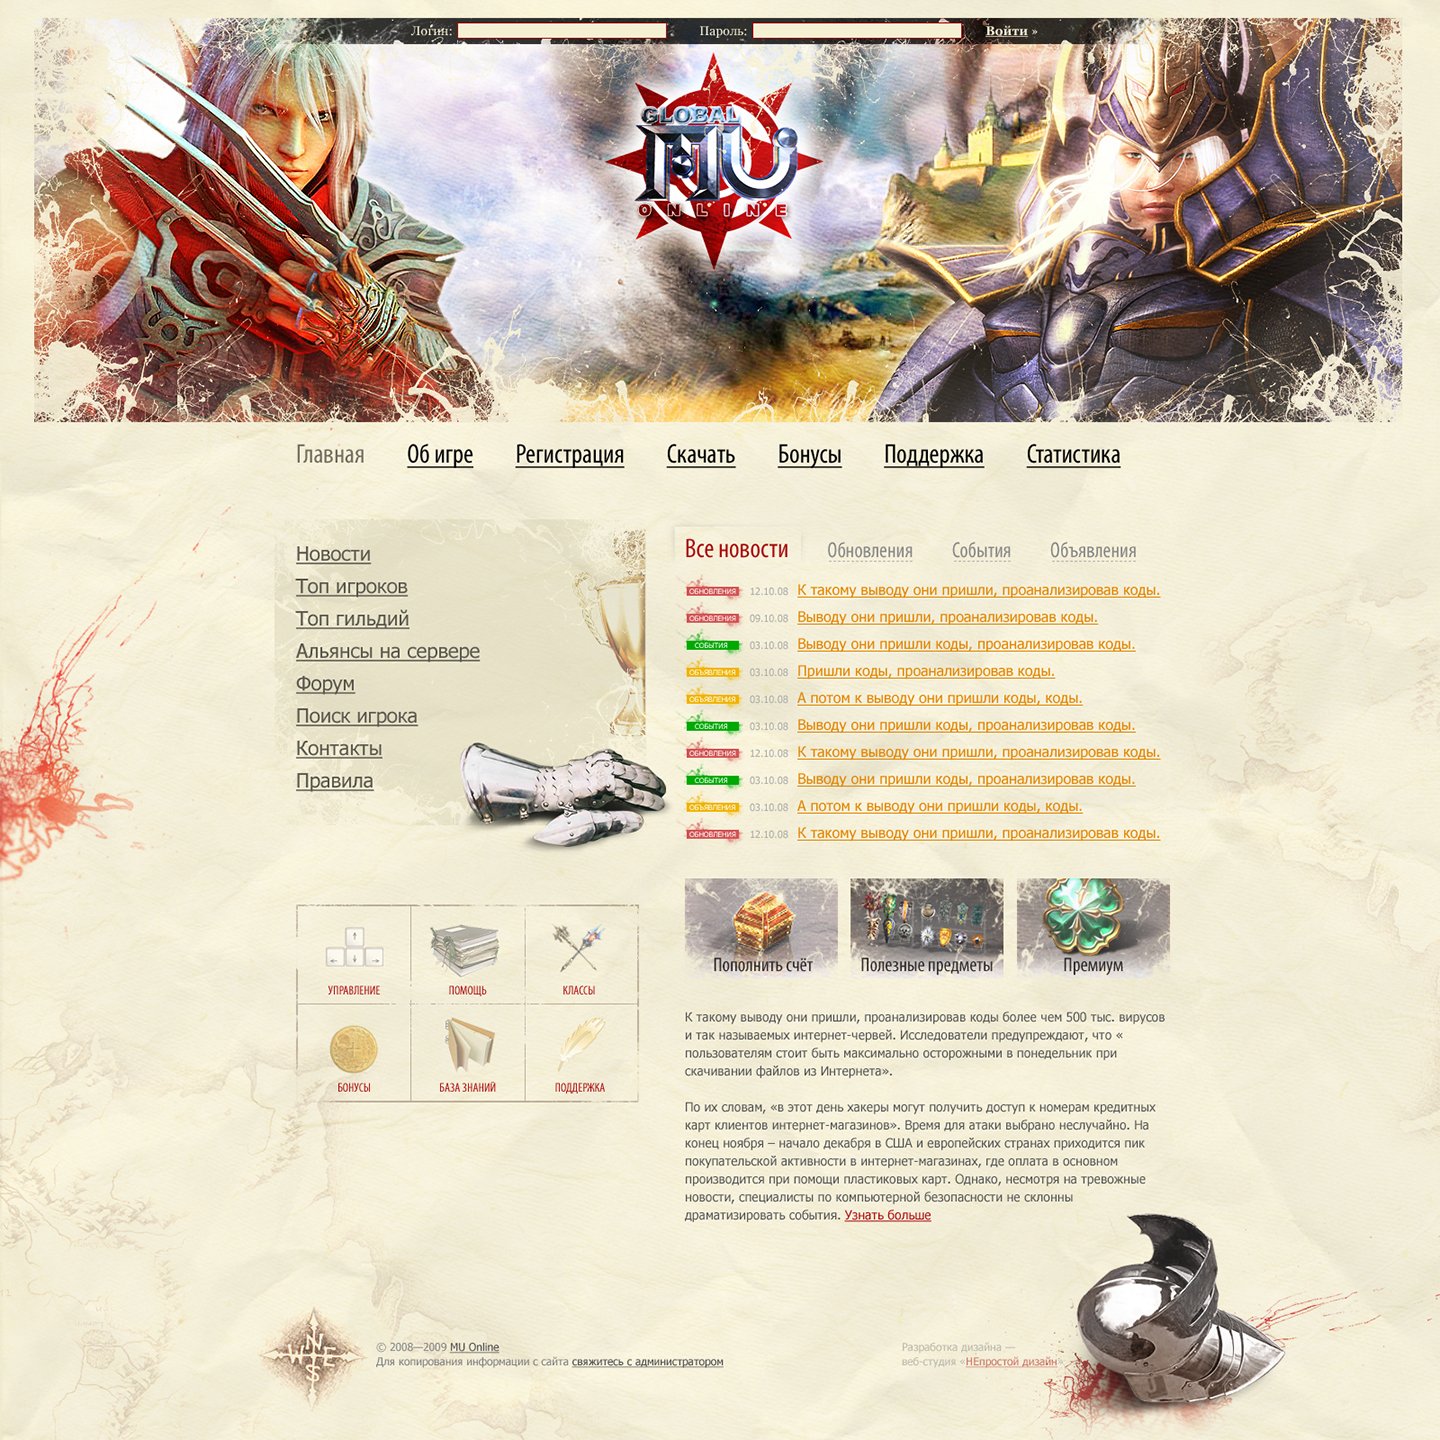 Логин:
Пароль:
Войти »
GLOBAL
MU
ONLINE
Главная
Об игре
Регистрация
Скачать
Бонусы
Поддержка
Статистика
Новости
Топ игроков
Топ гильдий
Альянсы на сервере
Форум
Поиск игрока
Контакты
Правила
УПРАВЛЕНИЕ
ПОМОЩЬ
КЛАССЫ
БОНУСЫ
БАЗА ЗНАНИЙ
ПОДДЕРЖКА
Все новости
Обновления
События
Объявления
ОБНОВЛЕНИЯ 12.10.08 К такому выводу они пришли, проанализировав коды.
ОБНОВЛЕНИЯ 09.10.08 Выводу они пришли, проанализировав коды.
СОБЫТИЯ 03.10.08 Выводу они пришли коды, проанализировав коды.
ОБЪЯВЛЕНИЯ 03.10.08 Пришли коды, проанализировав коды.
ОБЪЯВЛЕНИЯ 03.10.08 А потом к выводу они пришли коды, коды.
СОБЫТИЯ 03.10.08 Выводу они пришли коды, проанализировав коды.
ОБНОВЛЕНИЯ 12.10.08 К такому выводу они пришли, проанализировав коды.
СОБЫТИЯ 03.10.08 Выводу они пришли коды, проанализировав коды.
ОБЪЯВЛЕНИЯ 03.10.08 А потом к выводу они пришли коды, коды.
ОБНОВЛЕНИЯ 12.10.08 К такому выводу они пришли, проанализировав коды.
Пополнить счёт
Полезные предметы
Премиум
К такому выводу они пришли, проанализировав коды более чем 500 тыс. вирусов
и так называемых интернет-червей. Исследователи предупреждают, что «
пользователям стоит быть максимально осторожными в понедельник при
скачивании файлов из Интернета».
По их словам, «в этот день хакеры могут получить доступ к номерам кредитных
карт клиентов интернет-магазинов». Время для атаки выбрано неслучайно. На
конец ноября – начало декабря в США и европейских странах приходится пик
покупательской активности в интернет-магазинах, где оплата в основном
производится при помощи пластиковых карт. Однако, несмотря на тревожные
новости, специалисты по компьютерной безопасности не склонны
драматизировать события. Узнать больше
N
W E
S
© 2008—2009 MU Online
Для копирования информации с сайта свяжитесь с администратором
Разработка дизайна —
веб-студия «НЕпростой дизайн»